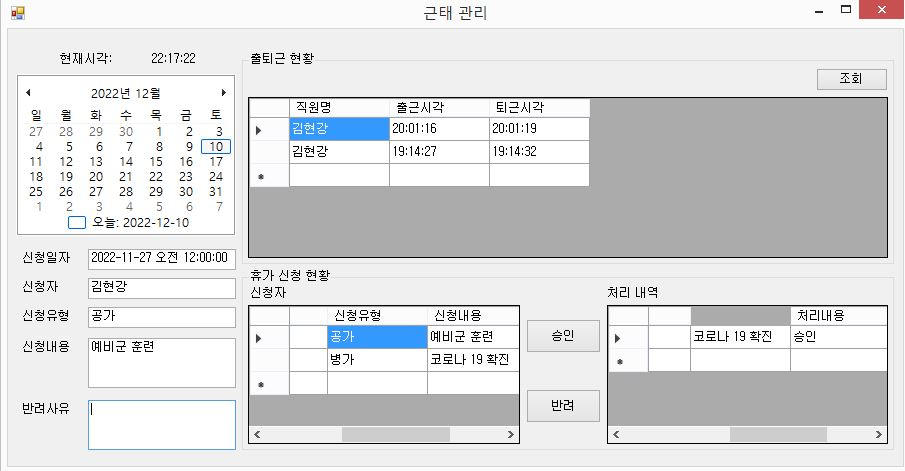 근태 관리
현재시각: 22:17:22
2022년 12월
일 월 화 수 목 금 토
27 28 29 30 1 2 3
4 5 6 7 8 9 10
11 12 13 14 15 16 17
18 19 20 21 22 23 24
25 26 27 28 29 30 31
1 2 3 4 5 6 7
오늘: 2022-12-10
신청일자 2022-11-27 오전 12:00:00
신청자 김현강
신청유형 공가
신청내용 예비군 훈련
반려사유
출퇴근 현황
조회
직원명 출근시각 퇴근시각
김현강 20:01:16 20:01:19
김현강 19:14:27 19:14:32
휴가 신청 현황
신청자
신청유형 신청내용
공가 예비군 훈련
병가 코로나 19 확진
승인
반려
처리 내역
처리내용
코로나 19 확진 승인